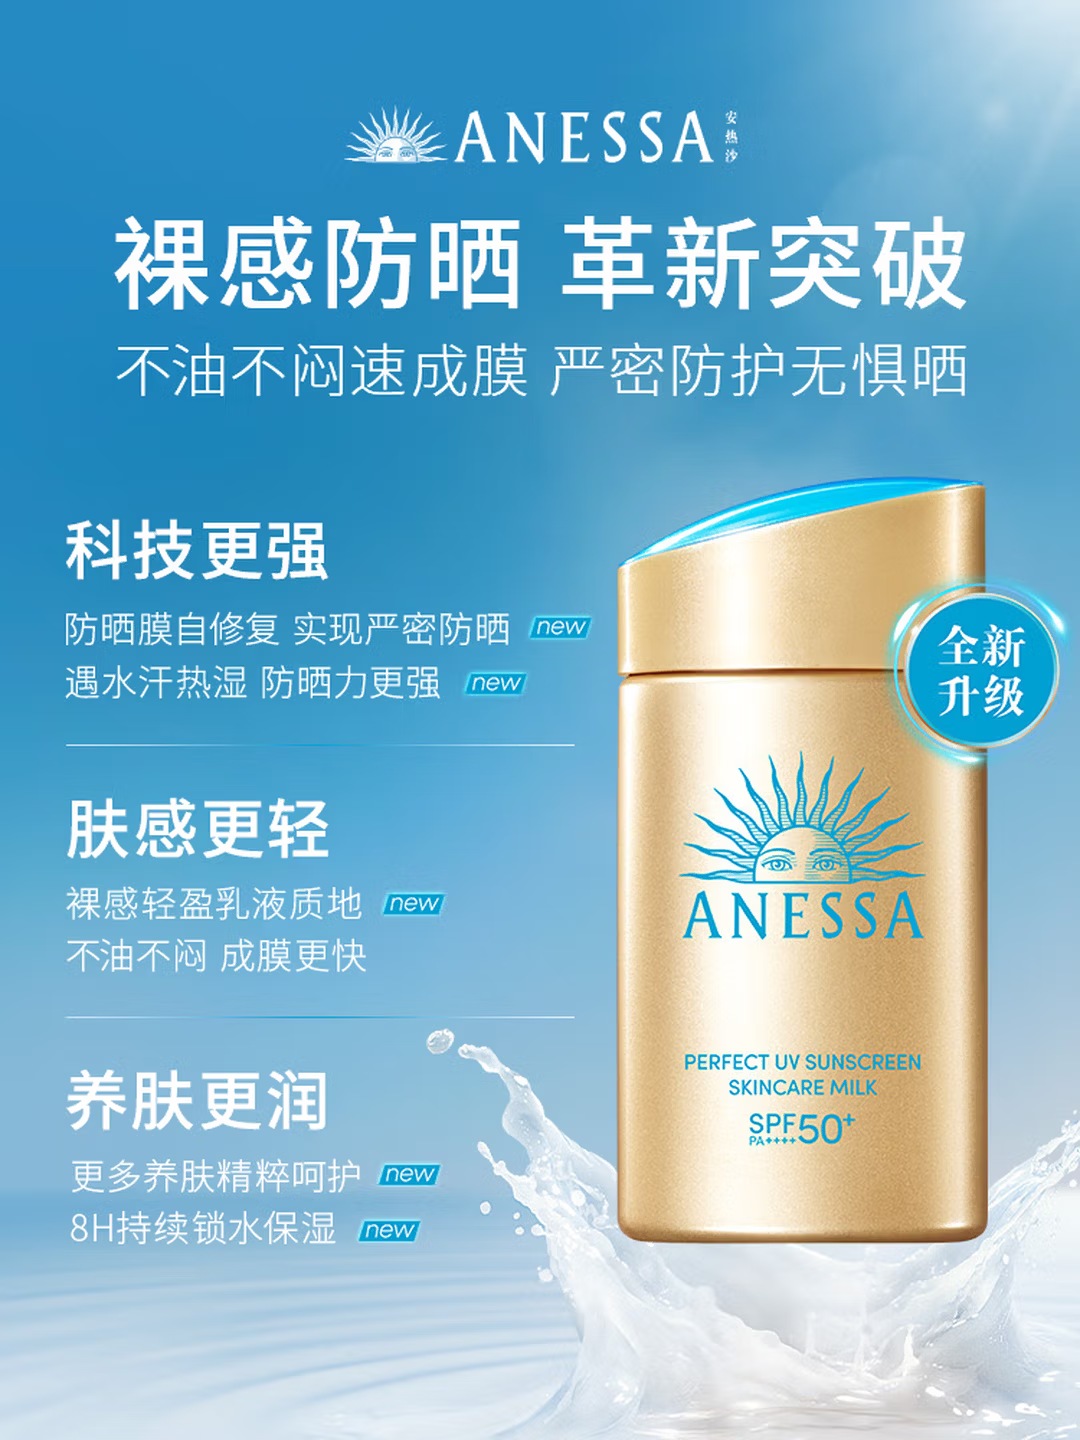 ANESSA
安热沙
裸感防晒 革新突破
不油不闷速成膜 严密防护无惧晒
科技更强
防晒膜自修复 实现严密防晒 new
遇水汗热湿 防晒力更强 new
肤感更轻
裸感轻盈乳液质地 new
不油不闷 成膜更快
养肤更润
更多养肤精粹呵护 new
8H持续锁水保湿 new
全新
升级
ANESSA
PERFECT UV SUNSCREEN
SKINCARE MILK
SPF50+
PA++++